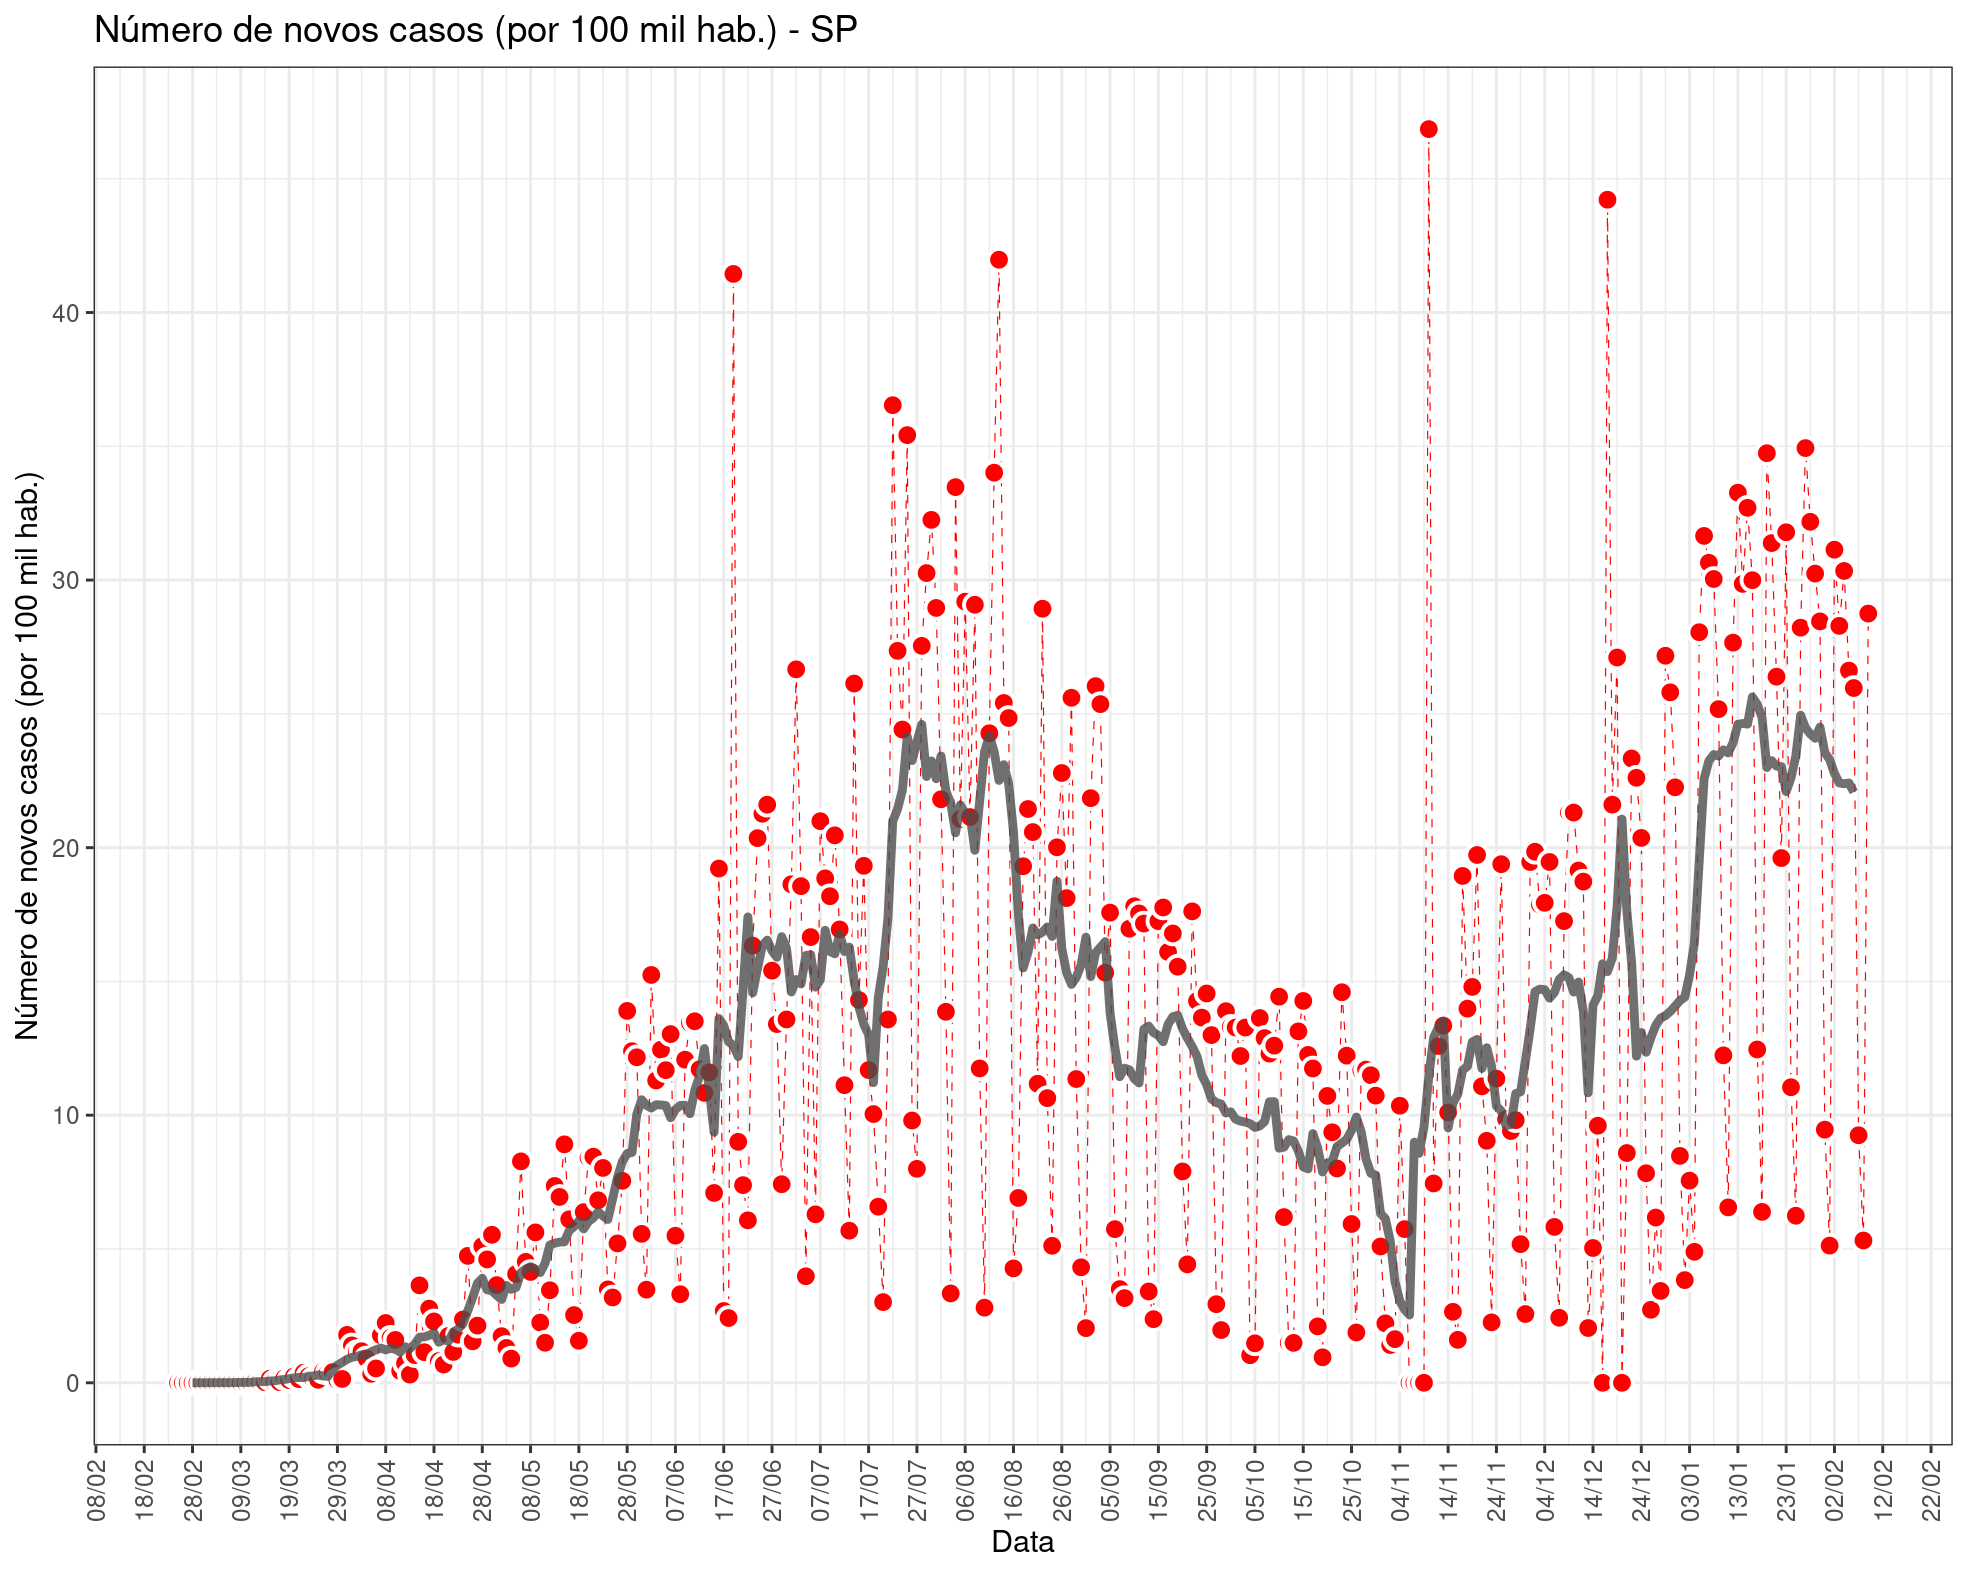 Número de novos casos (por 100 mil hab.) - SP
Número de novos casos (por 100 mil hab.)
40
30
20
10
0
08/02 18/02 28/02 09/03 19/03 29/03 08/04 18/04 28/04 08/05 18/05 28/05 07/06 17/06 27/06 07/07 17/07 27/07 06/08 16/08 26/08 05/09 15/09 25/09 05/10 15/10 25/10 04/11 14/11 24/11 04/12 14/12 24/12 03/01 13/01 23/01 02/02 12/02 22/02
Data